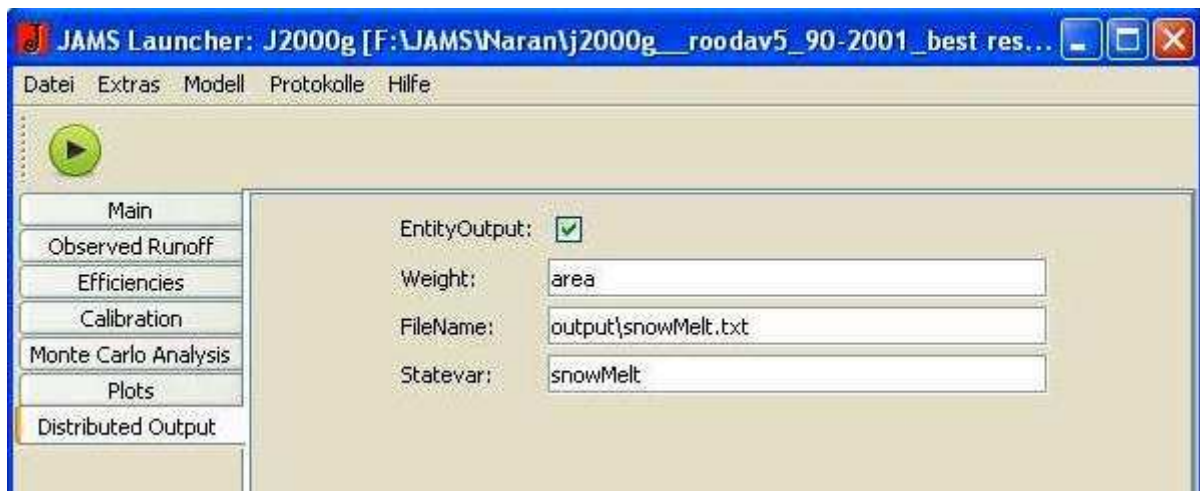 JAMS Launcher: J2000g [F:\JAMS\Naran\j2000g__roodav5_90-2001_best res...
Datei Extras Modell Protokolle Hilfe
Main
Observed Runoff
Efficiencies
Calibration
Monte Carlo Analysis
Plots
Distributed Output
EntityOutput:
Weight: area
FileName: output\snowMelt.txt
Statevar: snowMelt